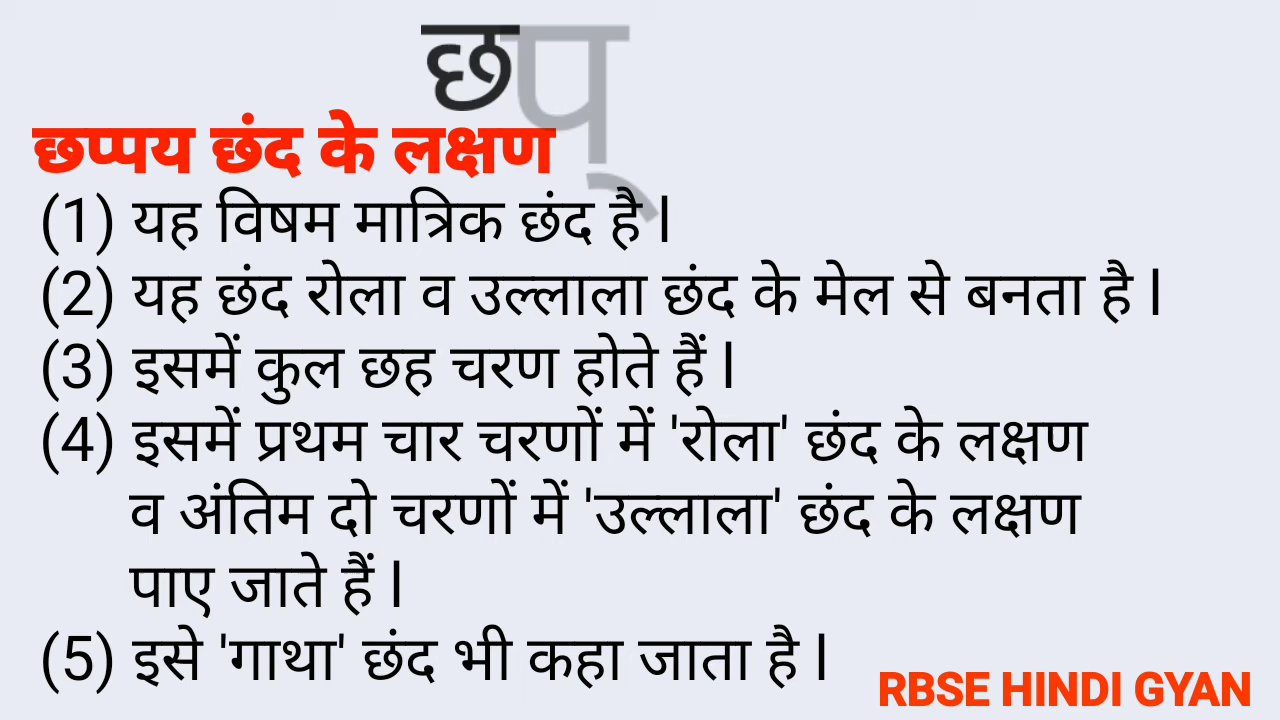 छप्
छप्पय छंद के लक्षण
(1) यह विषम मात्रिक छंद है l
(2) यह छंद रोला व उल्लाला छंद के मेल से बनता है l
(3) इसमें कुल छह चरण होते हैं l
(4) इसमें प्रथम चार चरणों में 'रोला' छंद के लक्षण
व अंतिम दो चरणों में 'उल्लाला' छंद के लक्षण
पाए जाते हैं l
(5) इसे 'गाथा' छंद भी कहा जाता है l
RBSE HINDI GYAN